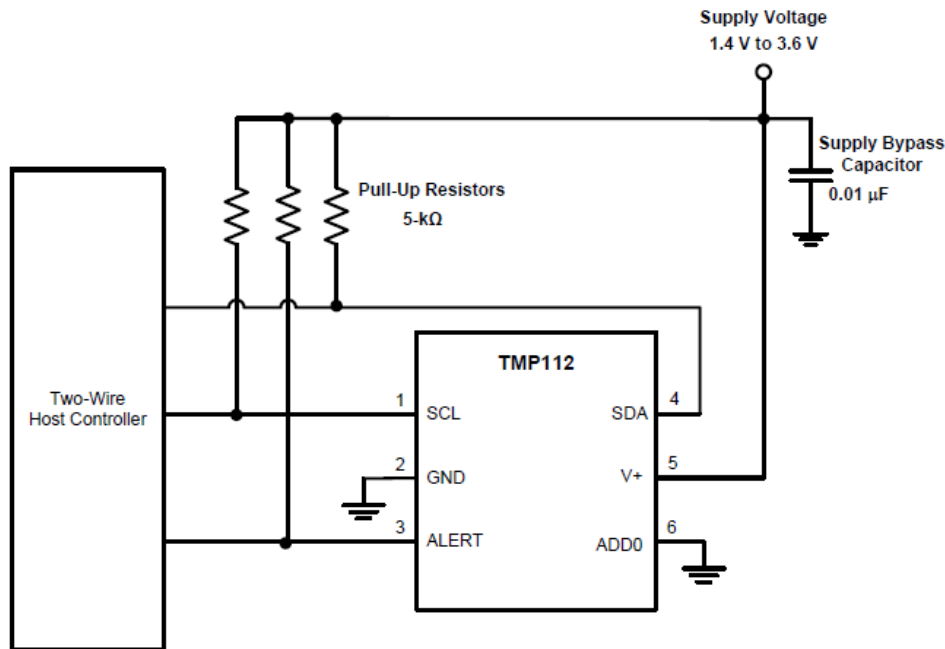 Supply Voltage
1.4 V to 3.6 V
Supply Bypass
Capacitor
0.01 μF
Pull-Up Resistors
5-kΩ
Two-Wire
Host Controller
TMP112
1
SCL
SDA
4
2
GND
V+
5
3
ALERT
ADD0
6